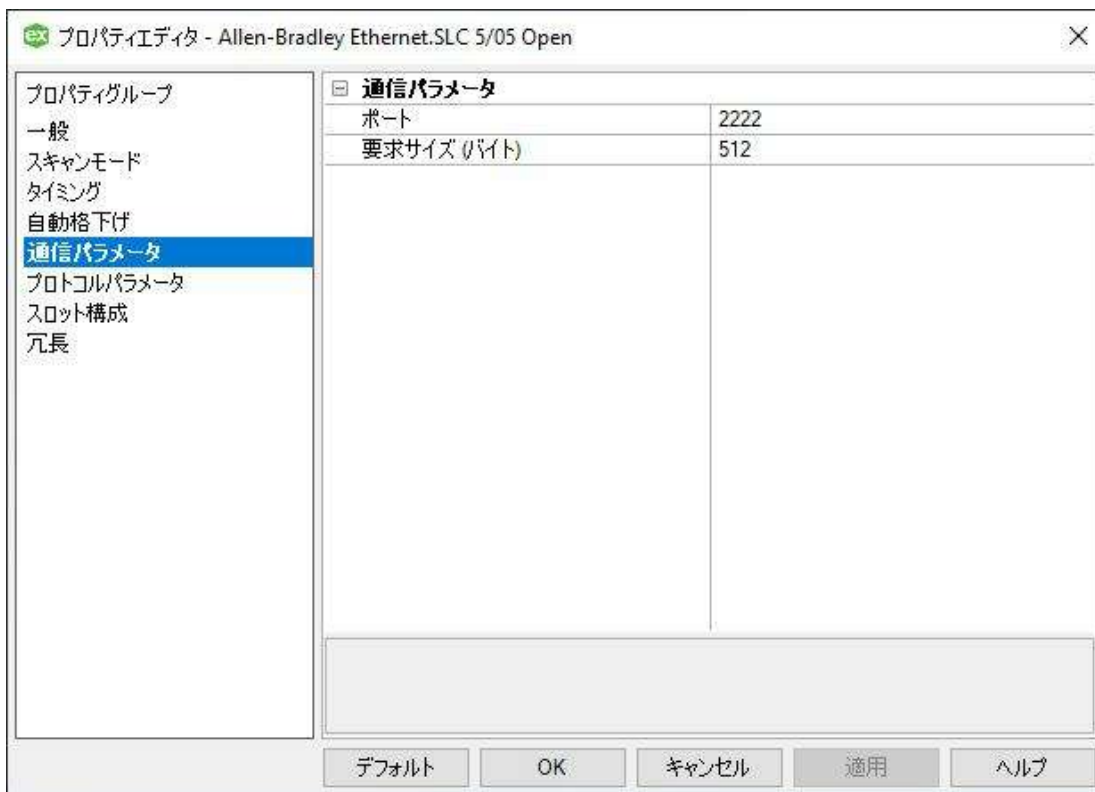 ex プロパティエディタ - Allen-Bradley Ethernet.SLC 5/05 Open
プロパティグループ
一般
スキャンモード
タイミング
自動格下げ
通信パラメータ
プロトコルパラメータ
スロット構成
冗長
通信パラメータ
ポート 2222
要求サイズ (バイト) 512
デフォルト OK キャンセル 適用 ヘルプ